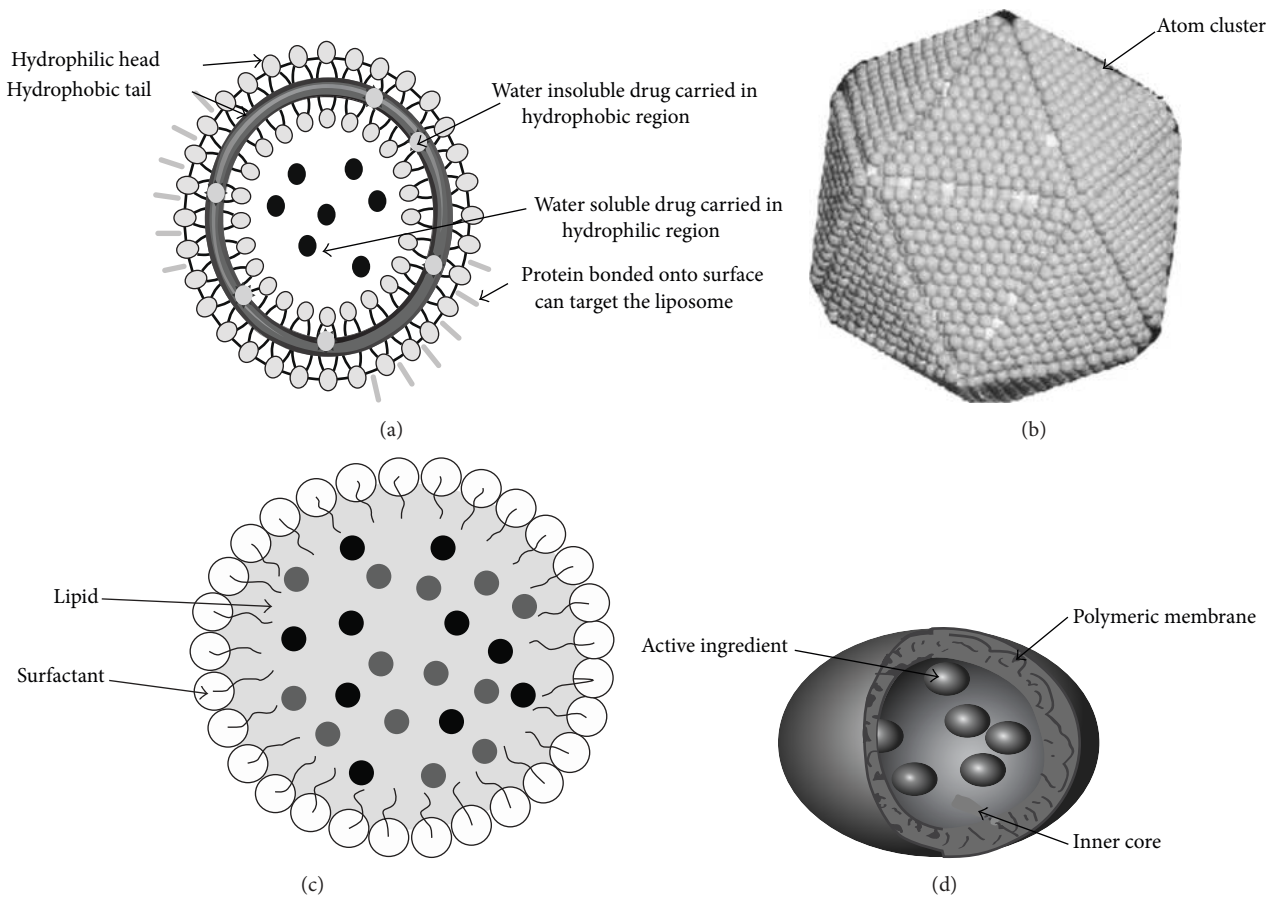 Hydrophilic head
Hydrophobic tail
Water insoluble drug carried in
hydrophobic region
Water soluble drug carried in
hydrophilic region
Protein bonded onto surface
can target the liposome
(a)
Atom cluster
(b)
Lipid
Surfactant
(c)
Active ingredient
Polymeric membrane
Inner core
(d)